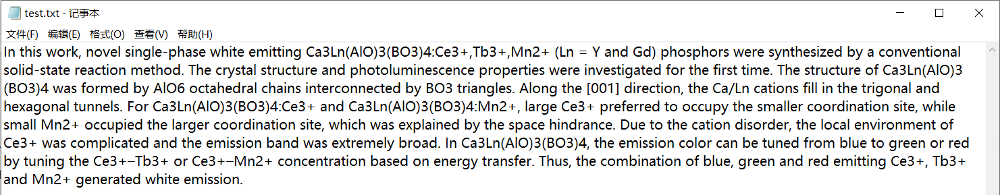 test.txt - 记事本
文件(F) 编辑(E) 格式(O) 查看(V) 帮助(H)
In this work, novel single-phase white emitting Ca3Ln(AlO)3(BO3)4:Ce3+,Tb3+,Mn2+ (Ln = Y and Gd) phosphors were synthesized by a conventional
solid-state reaction method. The crystal structure and photoluminescence properties were investigated for the first time. The structure of Ca3Ln(AlO)3
(BO3)4 was formed by AlO6 octahedral chains interconnected by BO3 triangles. Along the [001] direction, the Ca/Ln cations fill in the trigonal and
hexagonal tunnels. For Ca3Ln(AlO)3(BO3)4:Ce3+ and Ca3Ln(AlO)3(BO3)4:Mn2+, large Ce3+ preferred to occupy the smaller coordination site, while
small Mn2+ occupied the larger coordination site, which was explained by the space hindrance. Due to the cation disorder, the local environment of
Ce3+ was complicated and the emission band was extremely broad. In Ca3Ln(AlO)3(BO3)4, the emission color can be tuned from blue to green or red
by tuning the Ce3+–Tb3+ or Ce3+–Mn2+ concentration based on energy transfer. Thus, the combination of blue, green and red emitting Ce3+, Tb3+
and Mn2+ generated white emission.